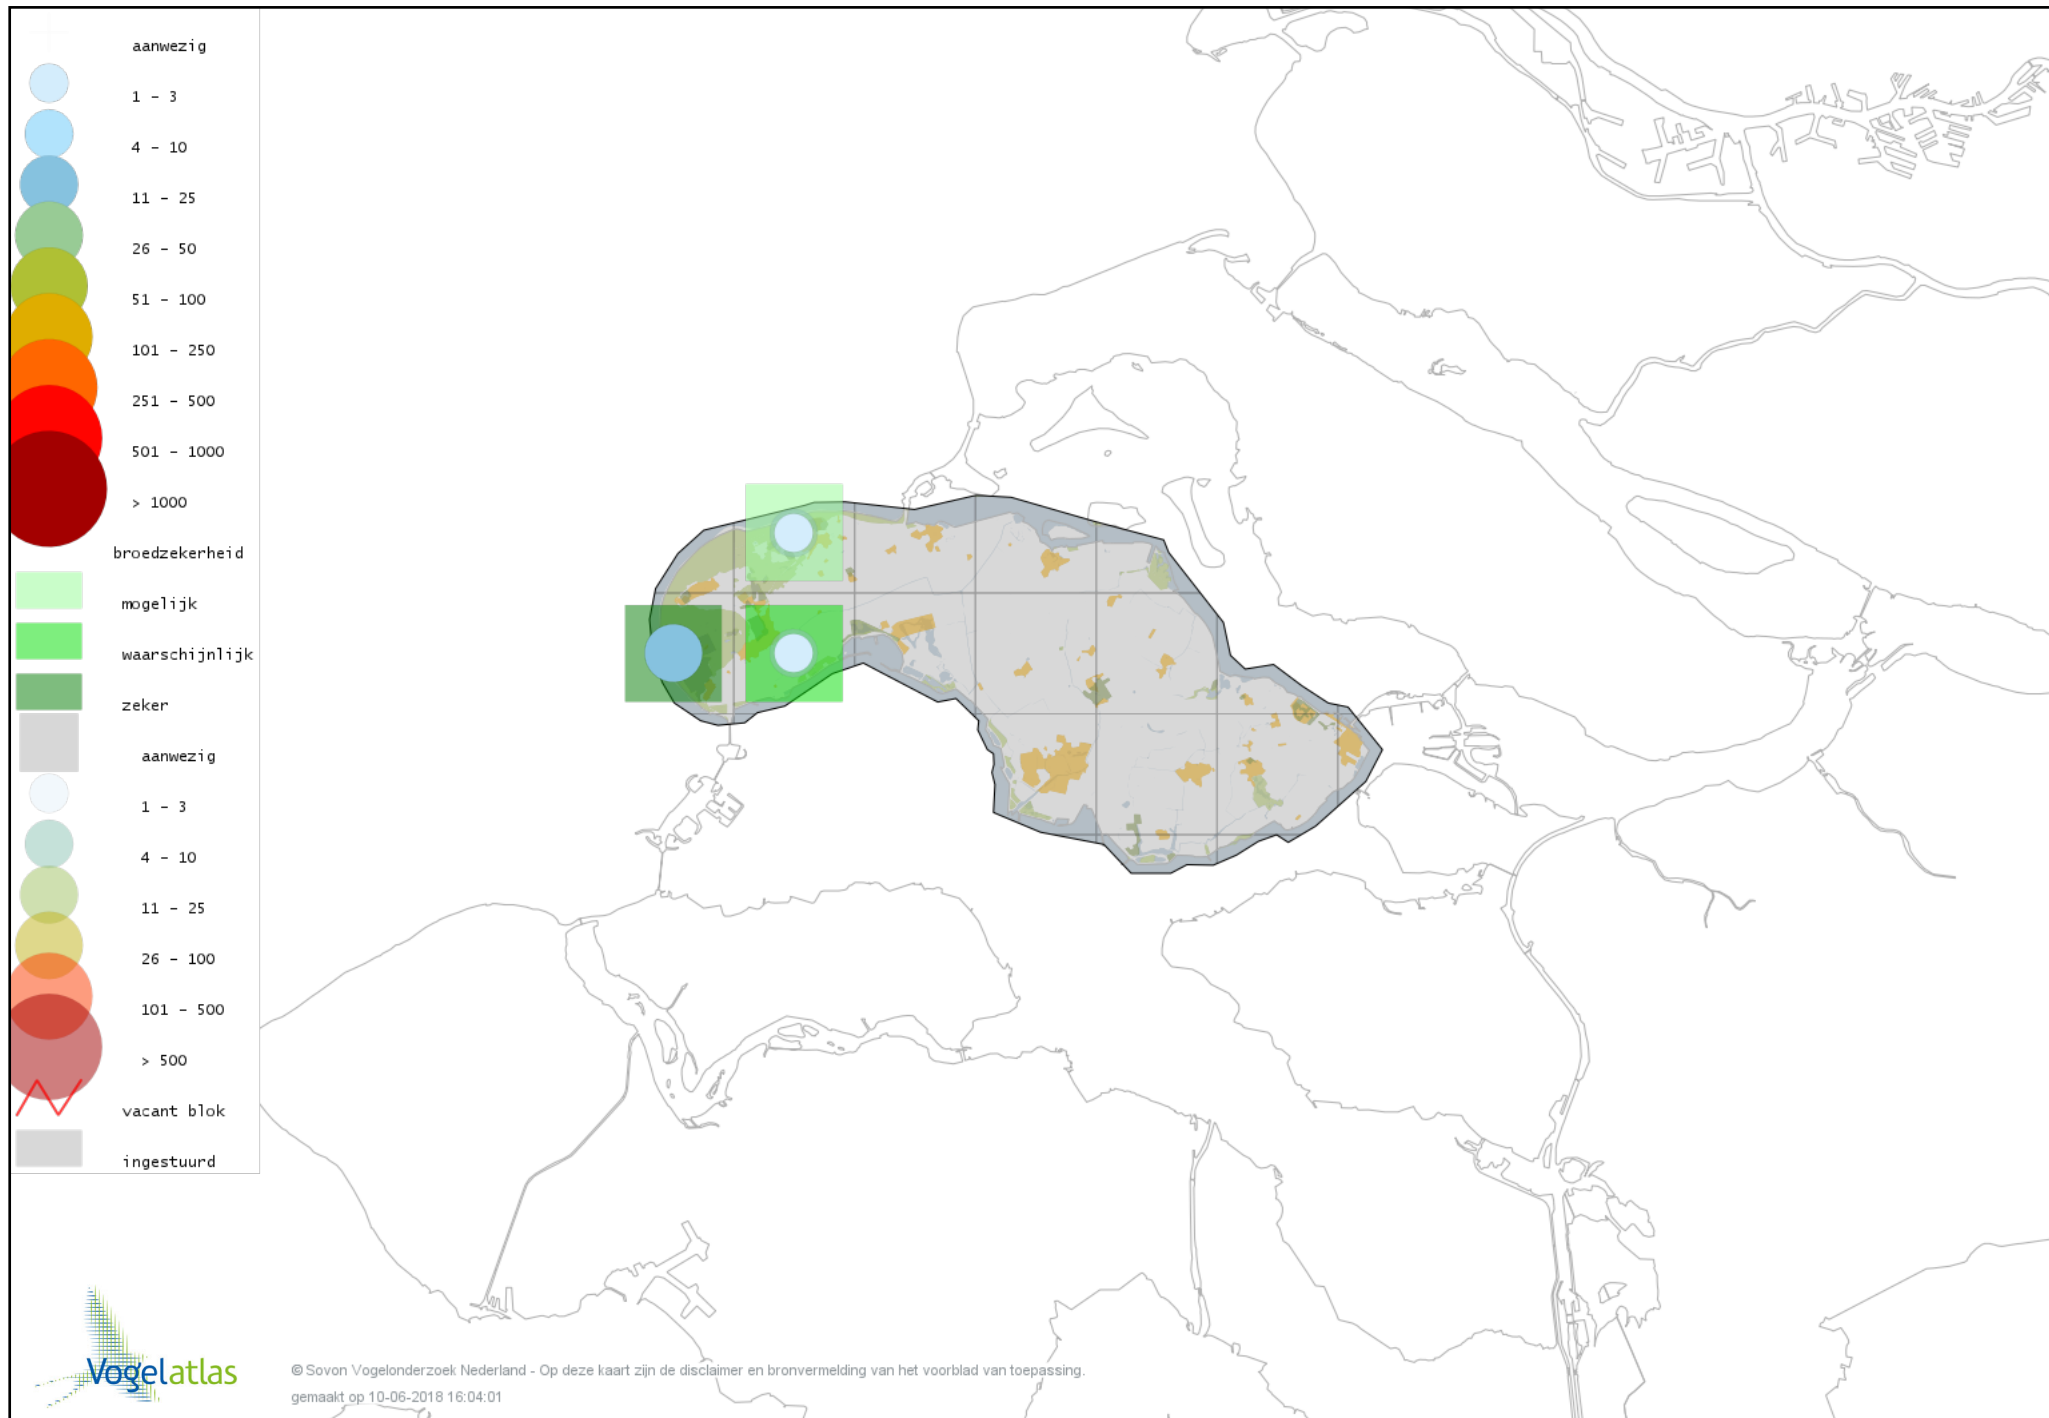 aanwezig
1 - 3
4 - 10
11 - 25
26 - 50
51 - 100
101 - 250
251 - 500
501 - 1000
> 1000
broedzekerheid
mogelijk
waarschijnlijk
zeker
aanwezig
1 - 3
4 - 10
11 - 25
26 - 100
101 - 500
> 500
vacant blok
ingestuurd
Vogelatlas
© Sovon Vogelonderzoek Nederland - Op deze kaart zijn de disclaimer en bronvermelding van het voorblad van toepassing.
gemaakt op 10-06-2018 16:04:01